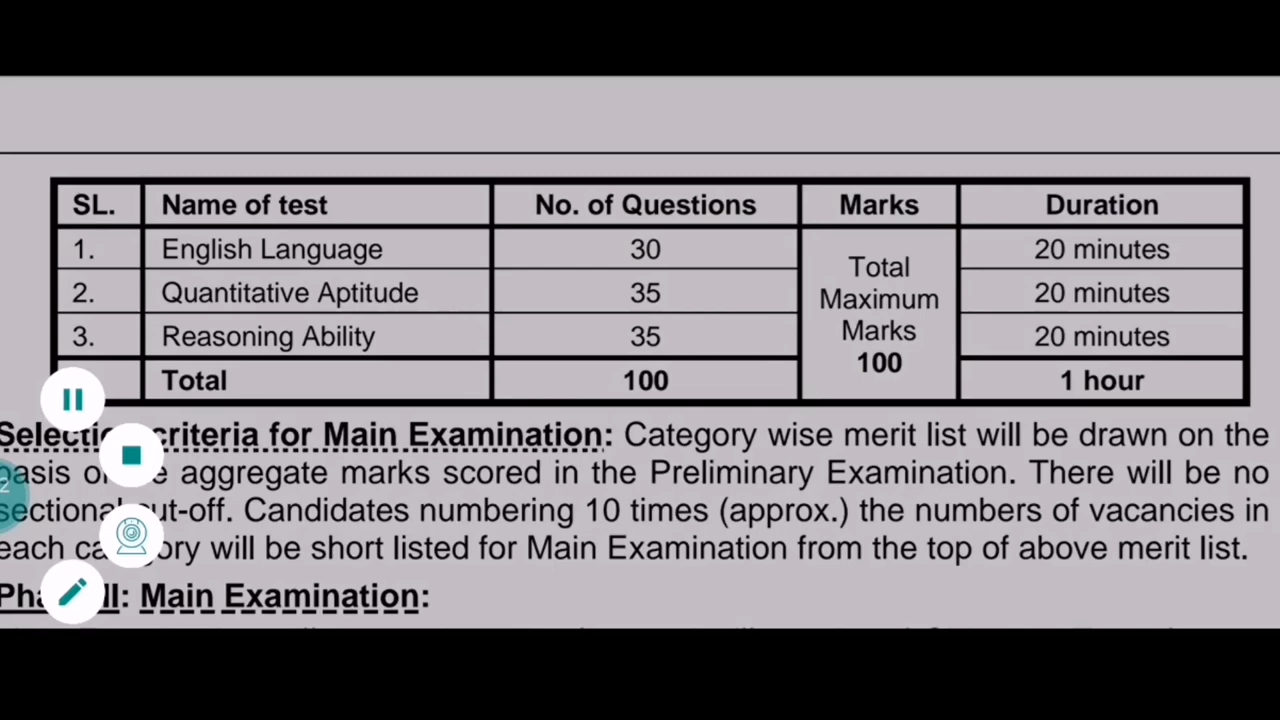 SL. Name of test No. of Questions Marks Duration
1. English Language 30 20 minutes
2. Quantitative Aptitude 35 20 minutes
3. Reasoning Ability 35 20 minutes
Total Maximum Marks 100
Total 100 1 hour
criteria for Main Examination: Category wise merit list will be drawn on the
aggregate marks scored in the Preliminary Examination. There will be no
Candidates numbering 10 times (approx.) the numbers of vacancies in
each will be short listed for Main Examination from the top of above merit list.
Main Examination:
2